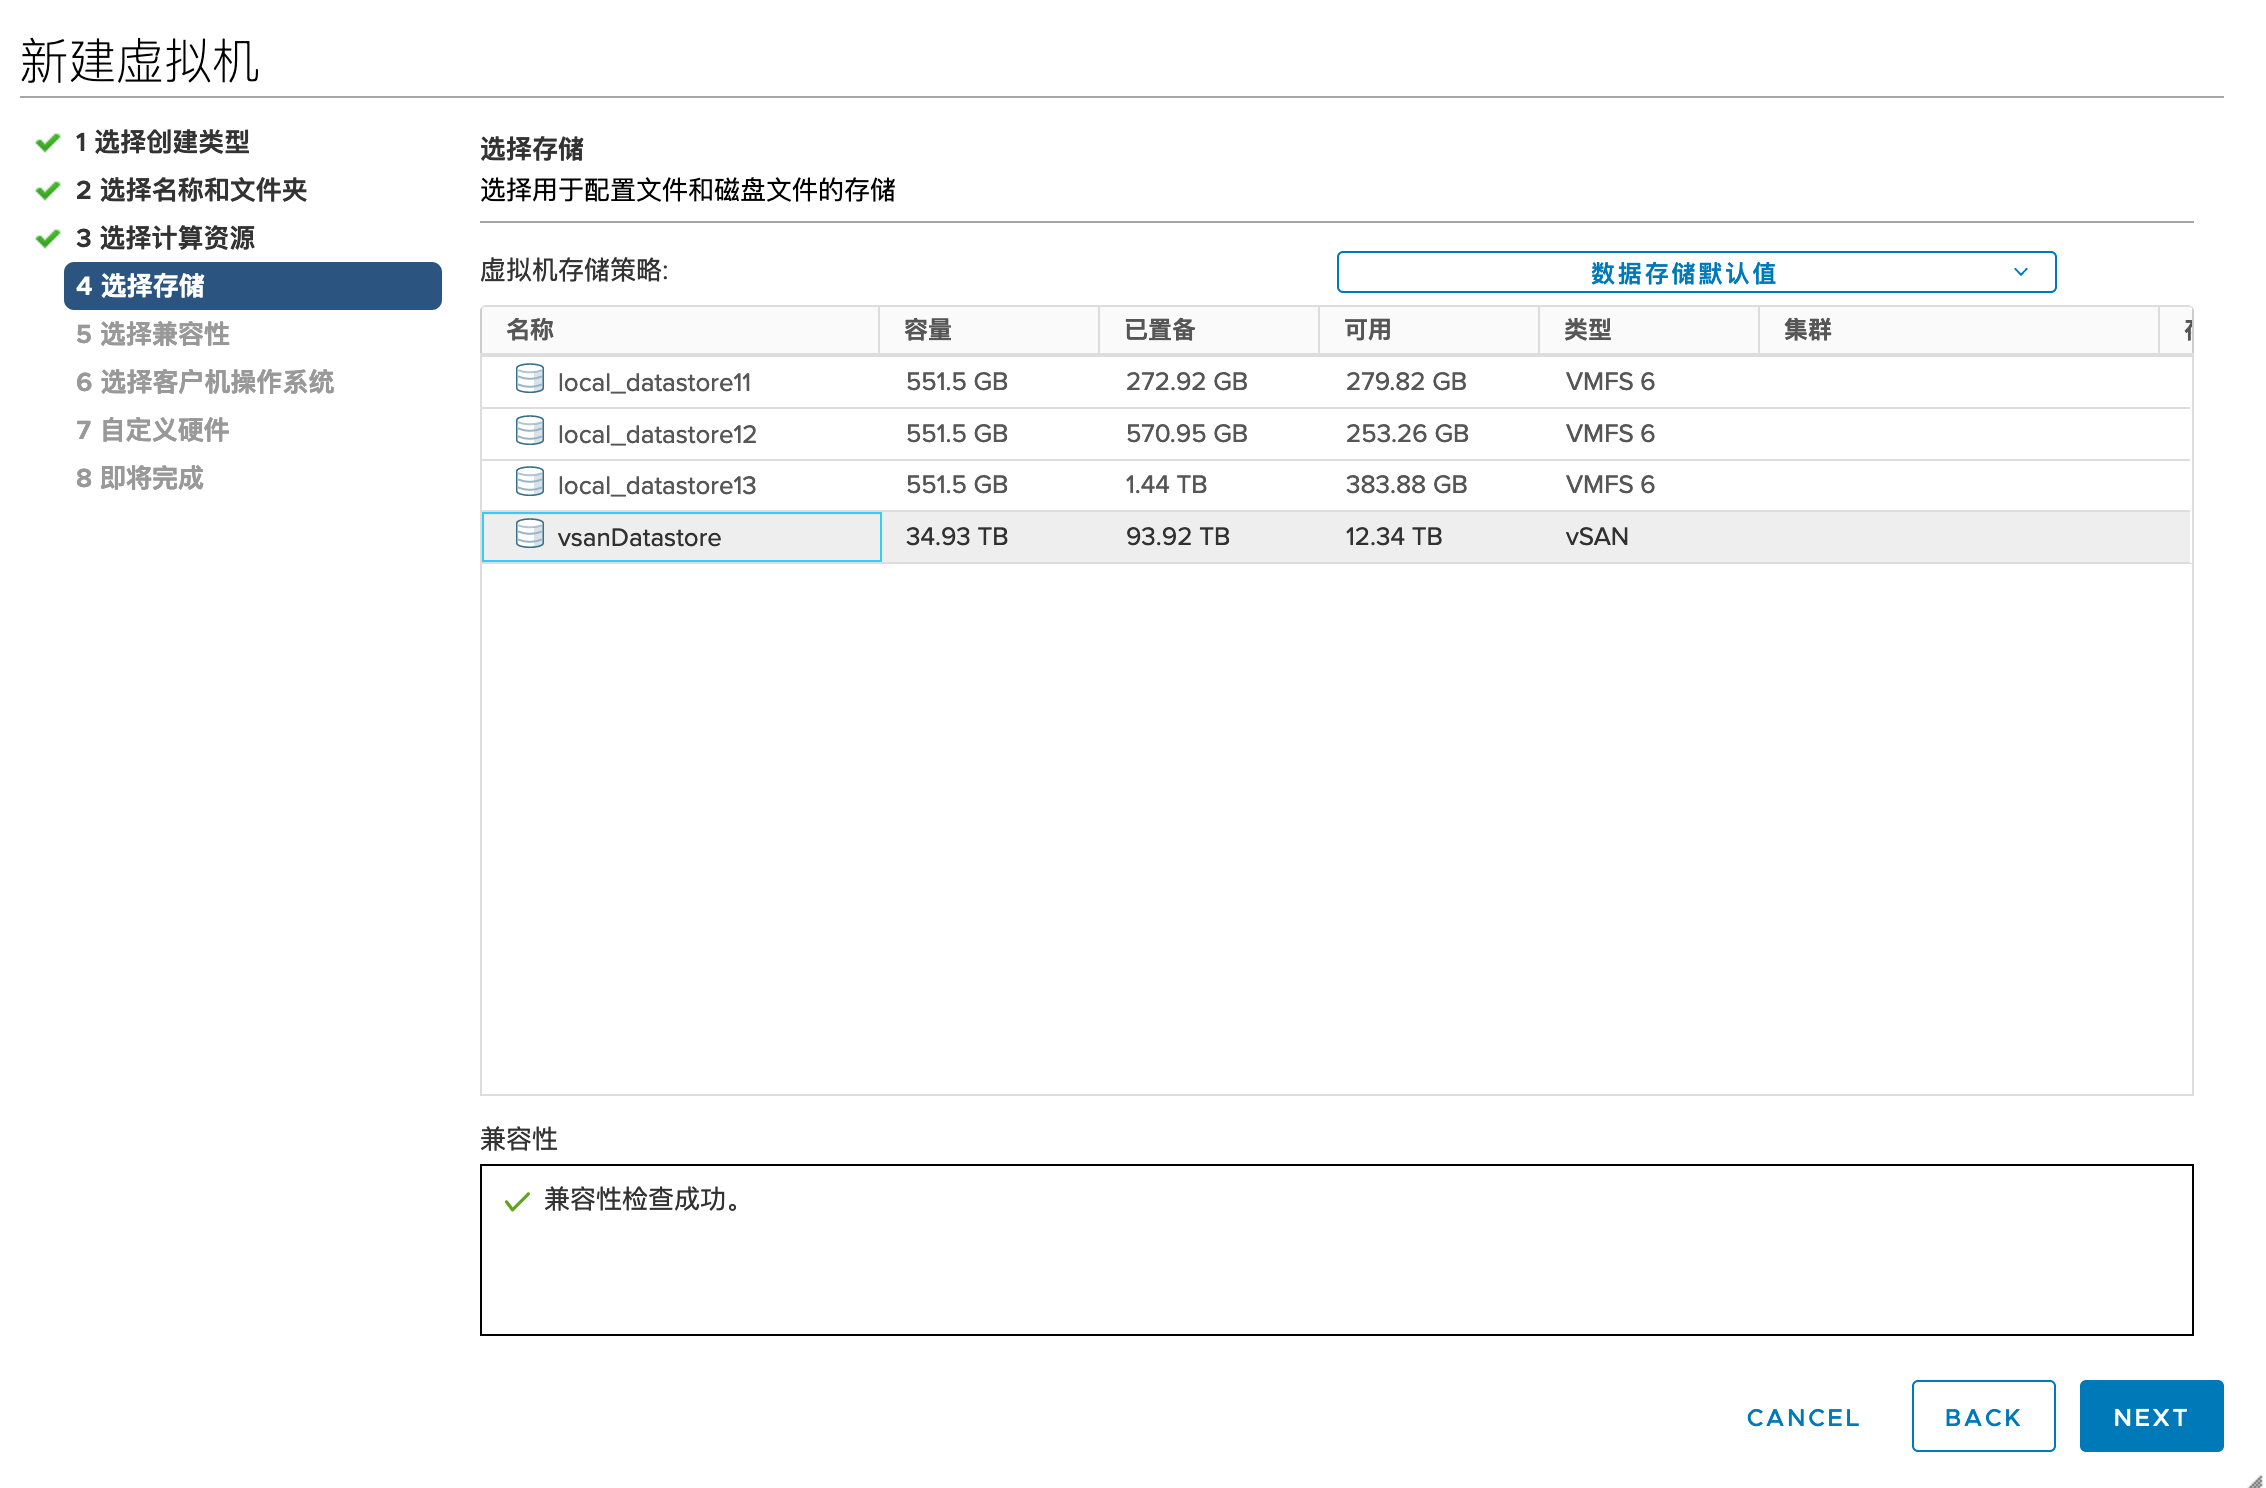 新建虚拟机
1 选择创建类型
2 选择名称和文件夹
3 选择计算资源
4 选择存储
5 选择兼容性
6 选择客户机操作系统
7 自定义硬件
8 即将完成
选择存储
选择用于配置文件和磁盘文件的存储
虚拟机存储策略: 数据存储默认值
名称 容量 已置备 可用 类型 集群
local_datastore11 551.5 GB 272.92 GB 279.82 GB VMFS 6
local_datastore12 551.5 GB 570.95 GB 253.26 GB VMFS 6
local_datastore13 551.5 GB 1.44 TB 383.88 GB VMFS 6
vsanDatastore 34.93 TB 93.92 TB 12.34 TB vSAN
兼容性
兼容性检查成功。
CANCEL BACK NEXT